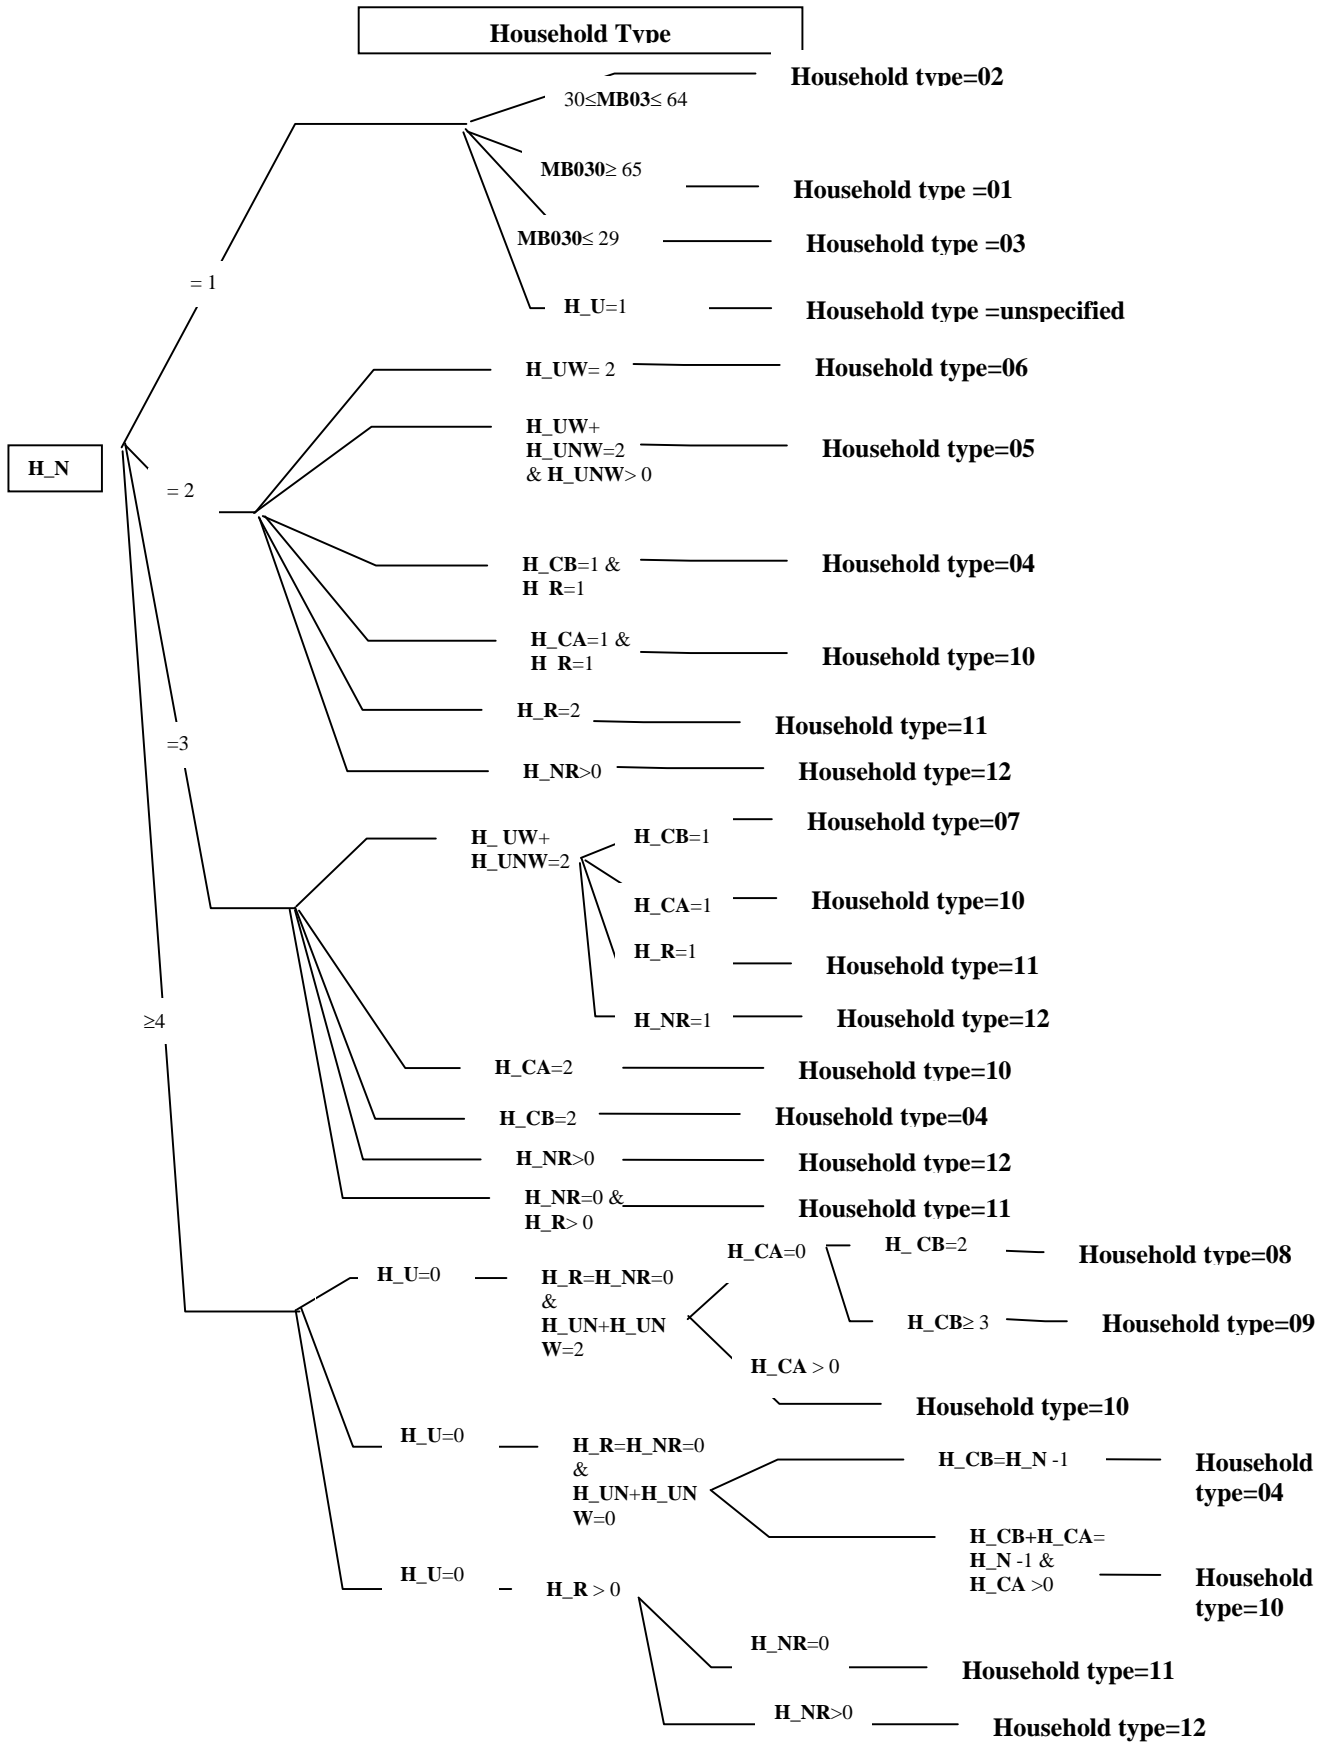 Household Type
Household type=02
30≤MB03≤ 64
MB030≥ 65
Household type =01
MB030≤ 29
Household type =03
= 1
H_U=1
Household type =unspecified
H_UW= 2
Household type=06
H_UW+
H_UNW=2
& H_UNW> 0
Household type=05
H_N
= 2
H_CB=1 &
H_R=1
Household type=04
H_CA=1 &
H_R=1
Household type=10
H_R=2
Household type=11
=3
H_NR>0
Household type=12
H_ UW+
H_UNW=2
H_CB=1
Household type=07
H_CA=1
Household type=10
H_R=1
Household type=11
H_NR=1
Household type=12
≥4
H_CA=2
Household type=10
H_CB=2
Household type=04
H_NR>0
Household type=12
H_NR=0 &
H_R> 0
Household type=11
H_U=0
H_R=H_NR=0
&
H_UN+H_UN
W=2
H_CA=0
H_ CB=2
Household type=08
H_CB≥ 3
Household type=09
H_CA > 0
Household type=10
H_U=0
H_R=H_NR=0
&
H_UN+H_UN
W=0
H_CB=H_N -1
Household
type=04
H_CB+H_CA=
H_N -1 &
H_CA >0
Household
type=10
H_U=0
H_R > 0
H_NR=0
Household type=11
H_NR>0
Household type=12